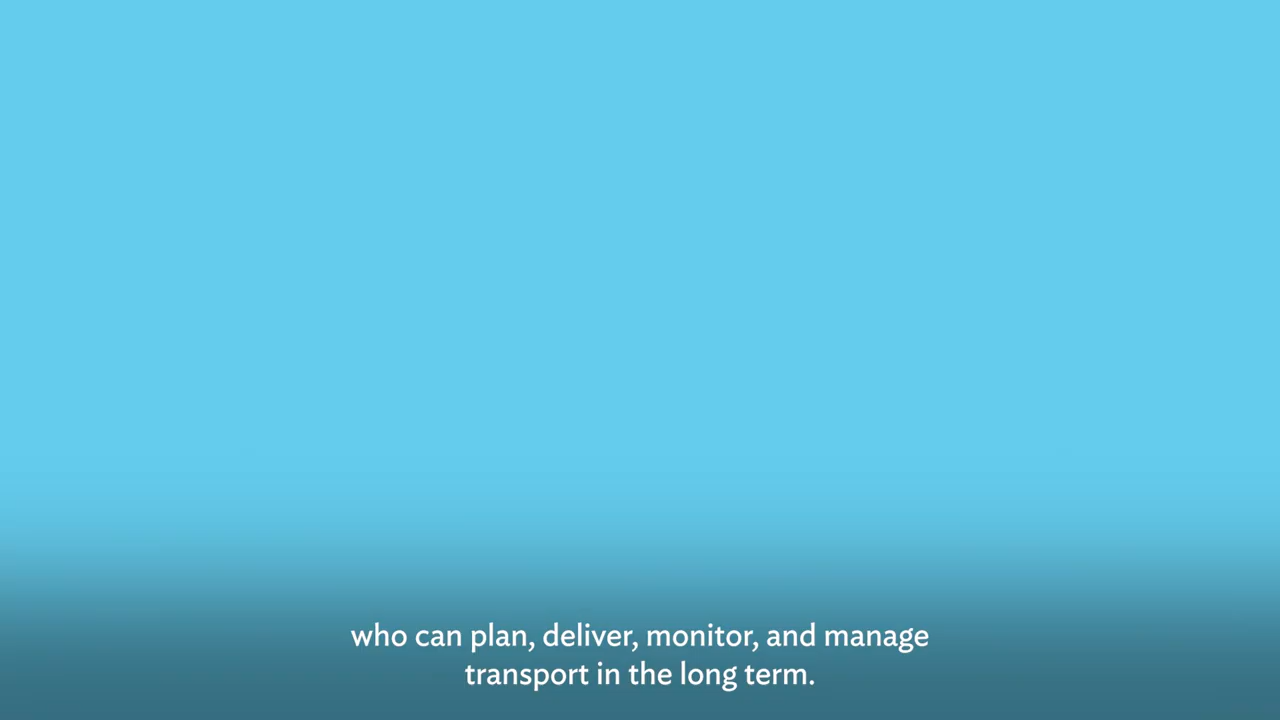 who can plan, deliver, monitor, and manage
transport in the long term.